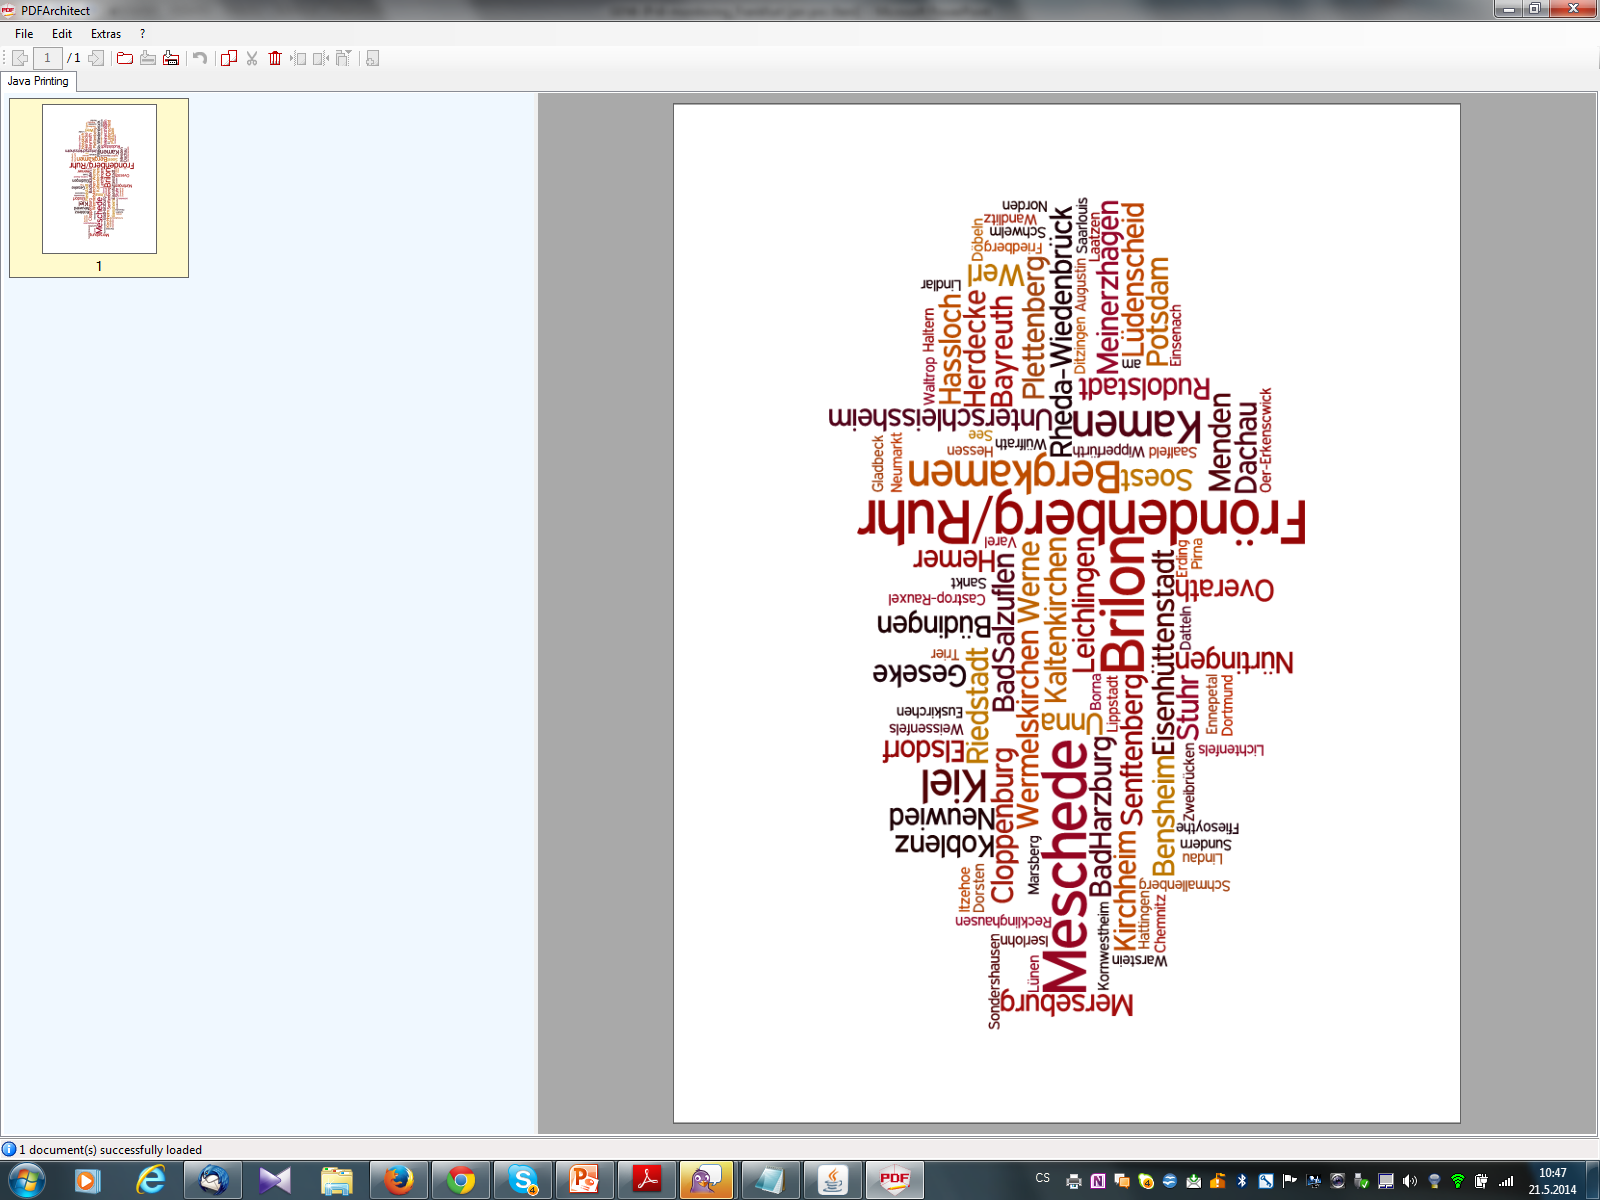 PDFArchitect
File Edit Extras ?
1 / 1
Java Printing
1
Norden
Wanditz
Schwelm
Friedberg
Döbeln
Werl
Lindlar
Plettenberg
Rheda-Wiedenbrück
Saarlouis
Laatzen
Ditzingen Augustin
Meinerzhagen
Lüdenscheid
Potsdam
Einsenach
am
Waltrop Haltern
Hassloch
Herdecke
Bayreuth
Rudolstadt
Unterschleissheim
Kamen
Menden
Dachau
Oer-Erkenscwick
Gladbeck
Neumarkt
See
Hessen
Wülfrath
Saalfeld Wipperfürth
Bergkamen
Soest
Fröndenberg/Ruhr
Varel
Hemer
Sankt
Castrop-Rauxel
Büdingen
Trier
Geseke
BadSalzuflen
Wermelskirchen Werne
Kaltenkirchen
Leichlingen
Brilon
Eisenhüttenstadt
Erding
Pirna
Overath
Datteln
Nürtingen
Euskirchen
Weissenfels
Elsdorf
Riedstadt
Unna
Borna
Lippstadt
Senftenberg
Stuhr
Ennepetal
Dortmund
Lichtenfels
Kiel
Neuwied
Koblenz
Cloppenburg
Meschede
BadHarzburg
Bensheim
Zweibrücken
Fliesoythe
Sundern
Lindau
Schmallenberg
Marsberg
Itzehoe
Dorsten
Kirchheim
Hattingen
Chemnitz
Recklinghausen
Iserlohn
Sondershausen
Lünen
Kornwestheim
Warstein
Merseburg
1 document(s) successfully loaded
CS
10:47
21.5.2014